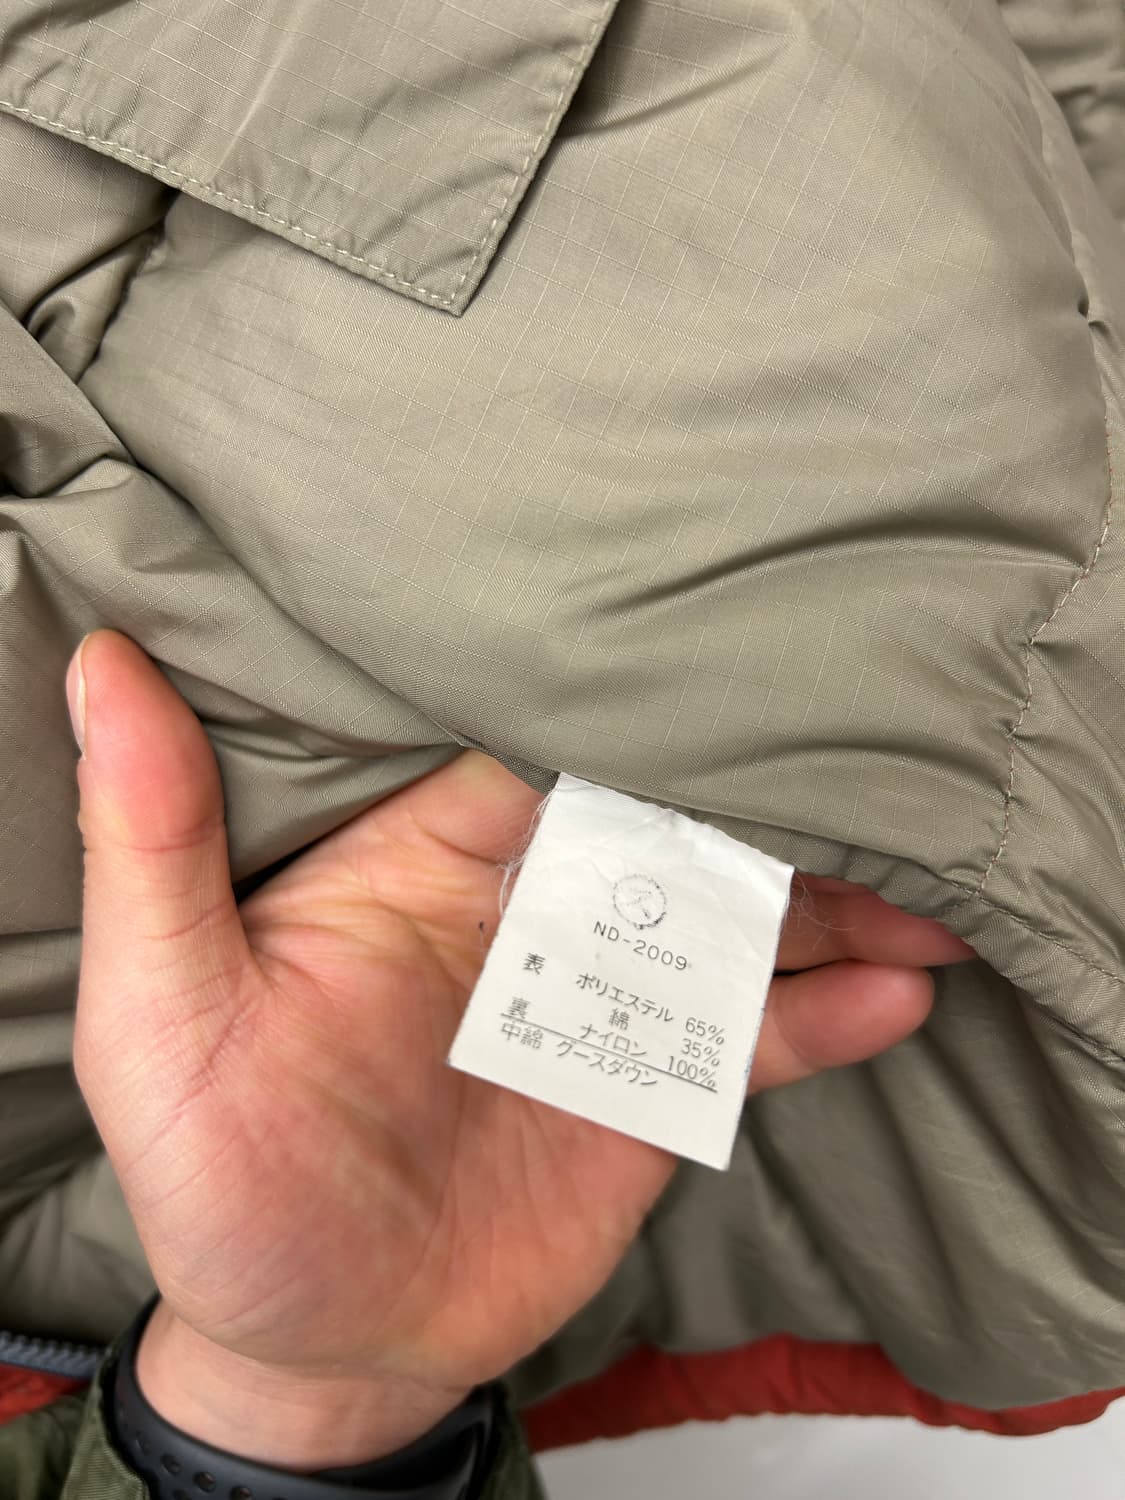 ND-2009
表 ポリエステル 65%
綿 35%
裏 ナイロン 100%
中綿 グースダウン